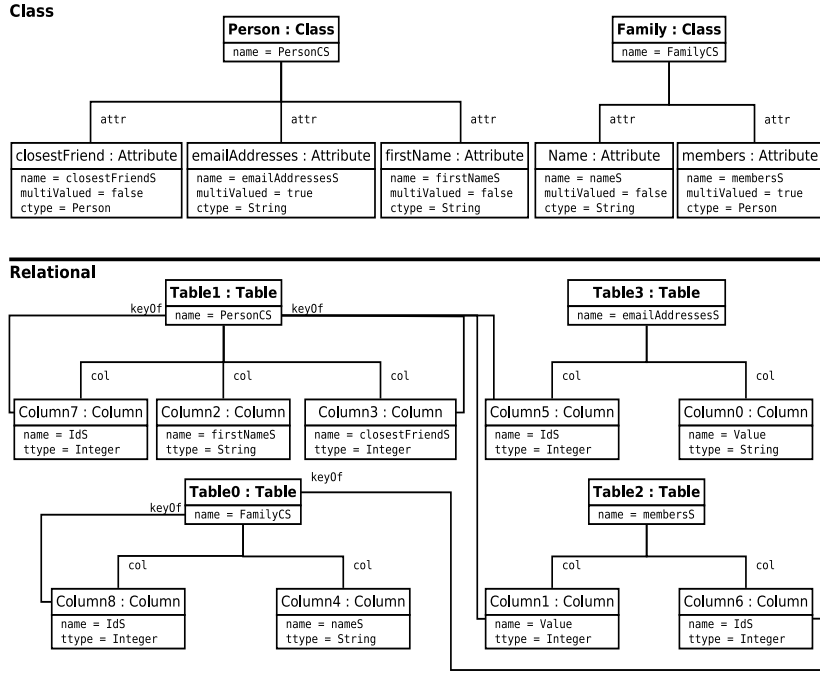 Class
Person : Class
name = PersonCS
Family : Class
name = FamilyCS
attr
attr
attr
attr
attr
closestFriend : Attribute
name = closestFriendS
multiValued = false
ctype = Person
emailAddresses : Attribute
name = emailAddressesS
multiValued = true
ctype = String
firstName : Attribute
name = firstNameS
multiValued = false
ctype = String
Name : Attribute
name = nameS
multiValued = false
ctype = String
members : Attribute
name = membersS
multiValued = true
ctype = Person
Relational
Table1 : Table
name = PersonCS
keyOf
keyOf
Table3 : Table
name = emailAddressesS
col
col
col
col
col
Column7 : Column
name = IdS
ttype = Integer
Column2 : Column
name = firstNameS
ttype = String
Column3 : Column
name = closestFriendS
ttype = Integer
Column5 : Column
name = IdS
ttype = Integer
Column0 : Column
name = Value
ttype = String
Table0 : Table
name = FamilyCS
keyOf
keyOf
Table2 : Table
name = membersS
col
col
col
col
Column8 : Column
name = IdS
ttype = Integer
Column4 : Column
name = nameS
ttype = String
Column1 : Column
name = Value
ttype = Integer
Column6 : Column
name = IdS
ttype = Integer